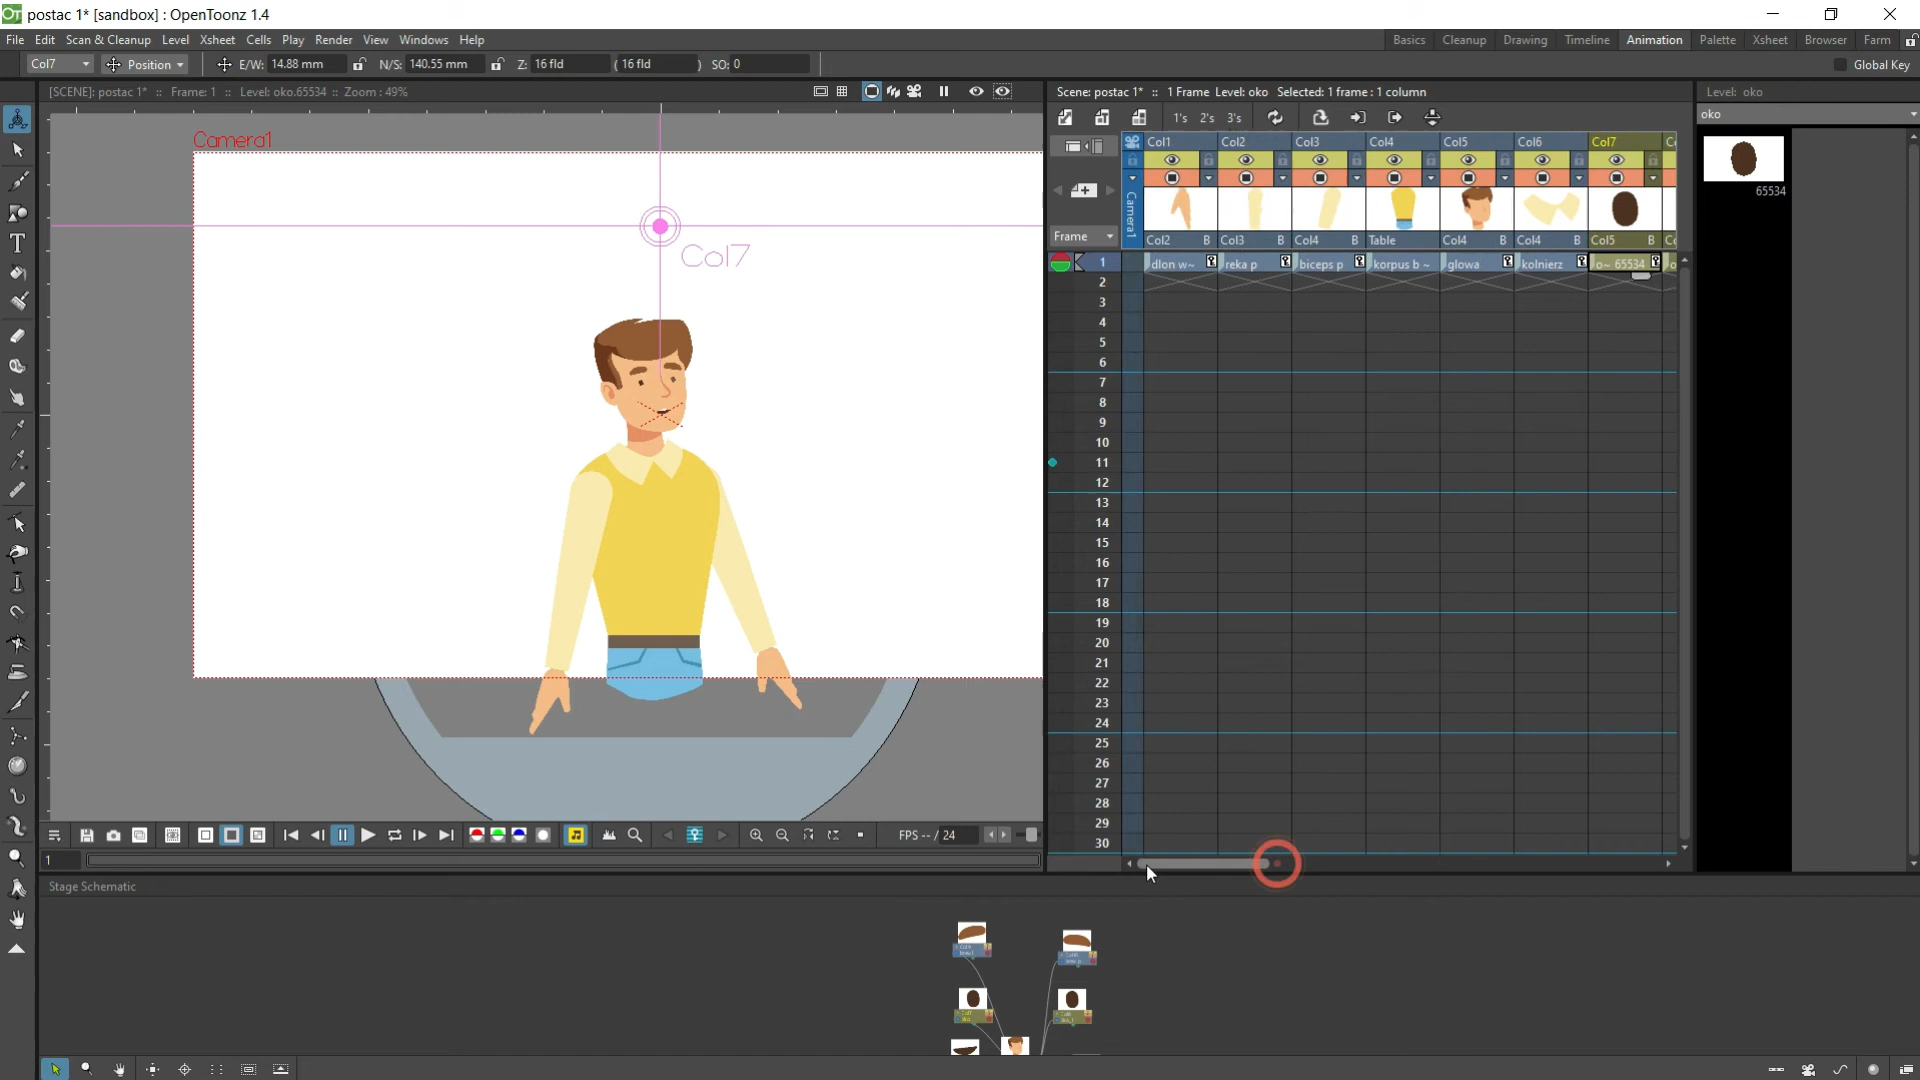 postac 1* [sandbox] : OpenToonz 1.4
File Edit Scan & Cleanup Level Xsheet Cells Play Render View Windows Help
Basics Cleanup Drawing Timeline Animation Palette Xsheet Browser Farm
Col7 Position E/W: 14.88 mm N/S: 140.55 mm Z: 16 fld ( 16 fld ) SO: 0 Global Key
[SCENE]: postac 1* :: Frame: 1 :: Level: oko.65534 :: Zoom : 49%
Scene: postac 1* :: 1 Frame Level: oko Selected: 1 frame : 1 column
Level: oko
oko
1's 2's 3's
Camera1
Col1 Col2 Col3 Col4 Col5 Col6 Col7
65534
Camera1
Frame
Col2 B Col3 B Col4 B Table Col4 B Col4 B Col5 B
Col7
1 dlon w~ reka p biceps p korpus b ~ glowa kolnierz o~ 65534
2
3
4
5
6
7
8
9
10
11
12
13
14
15
16
17
18
19
20
21
22
23
24
25
26
27
28
29
30
FPS -- / 24
1
Stage Schematic